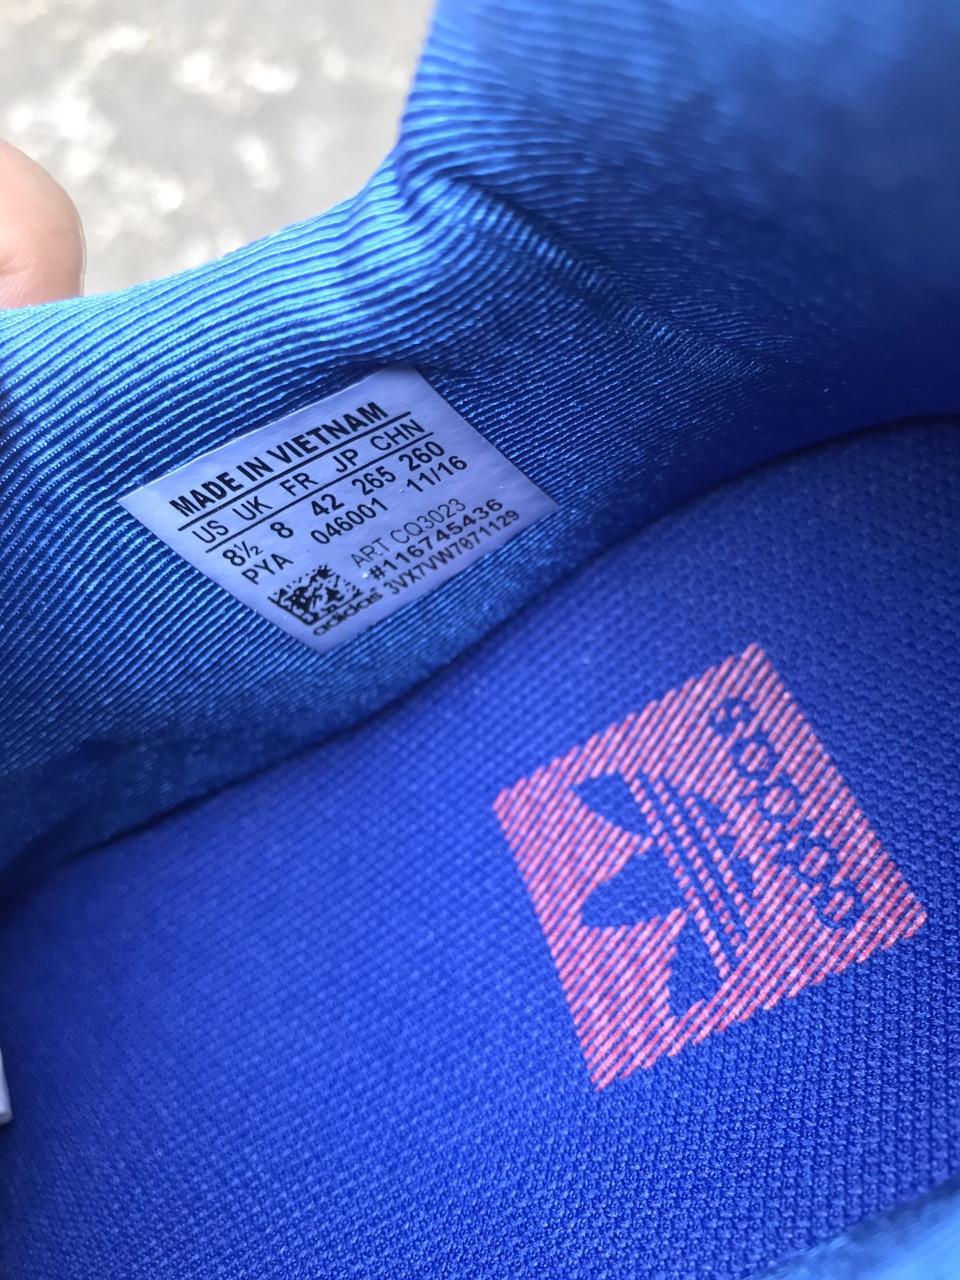 MADE IN VIETNAM
US UK FR JP CHN
8½ 8 42 265 260
PYA 046001 11/16
ART CQ3023
#116745436
3VX7VW7071129
adidas
adidas